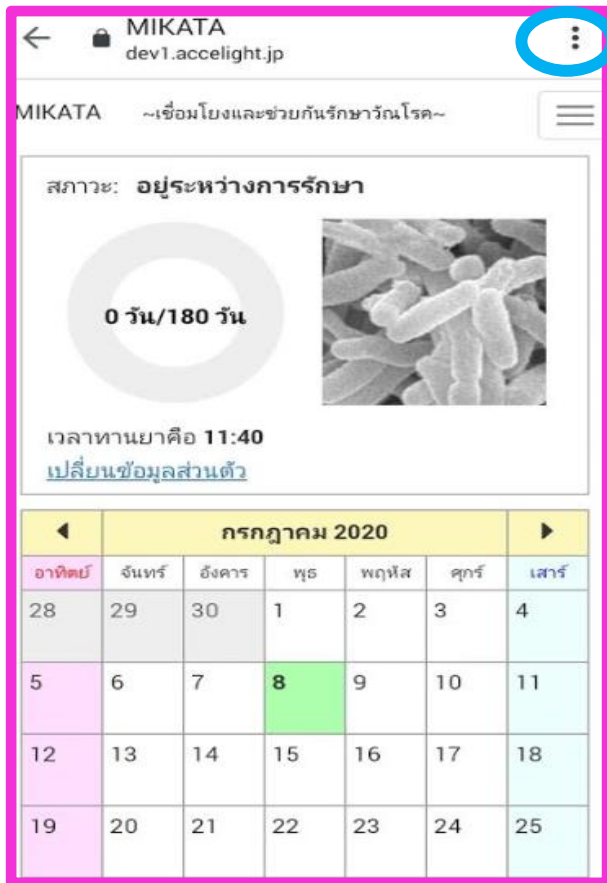 MIKATA
dev1.accelight.jp
MIKATA ~เชื่อมโยงและช่วยกันรักษาวัณโรค~
สภาวะ: อยู่ระหว่างการรักษา
0 วัน/180 วัน
เวลาทานยาคือ 11:40
เปลี่ยนข้อมูลส่วนตัว
กรกฎาคม 2020
อาทิตย์ จันทร์ อังคาร พุธ พฤหัส ศุกร์ เสาร์
28 29 30 1 2 3 4
5 6 7 8 9 10 11
12 13 14 15 16 17 18
19 20 21 22 23 24 25